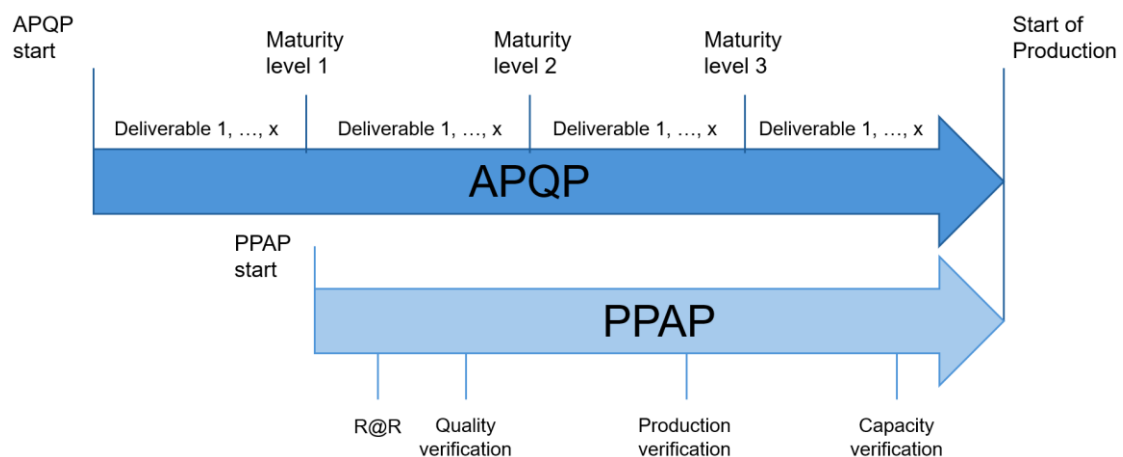 APQP
start
Maturity
level 1
Maturity
level 2
Maturity
level 3
Start of
Production
Deliverable 1, …, x
Deliverable 1, …, x
Deliverable 1, …, x
Deliverable 1, …, x
APQP
PPAP
start
PPAP
R@R
Quality
verification
Production
verification
Capacity
verification